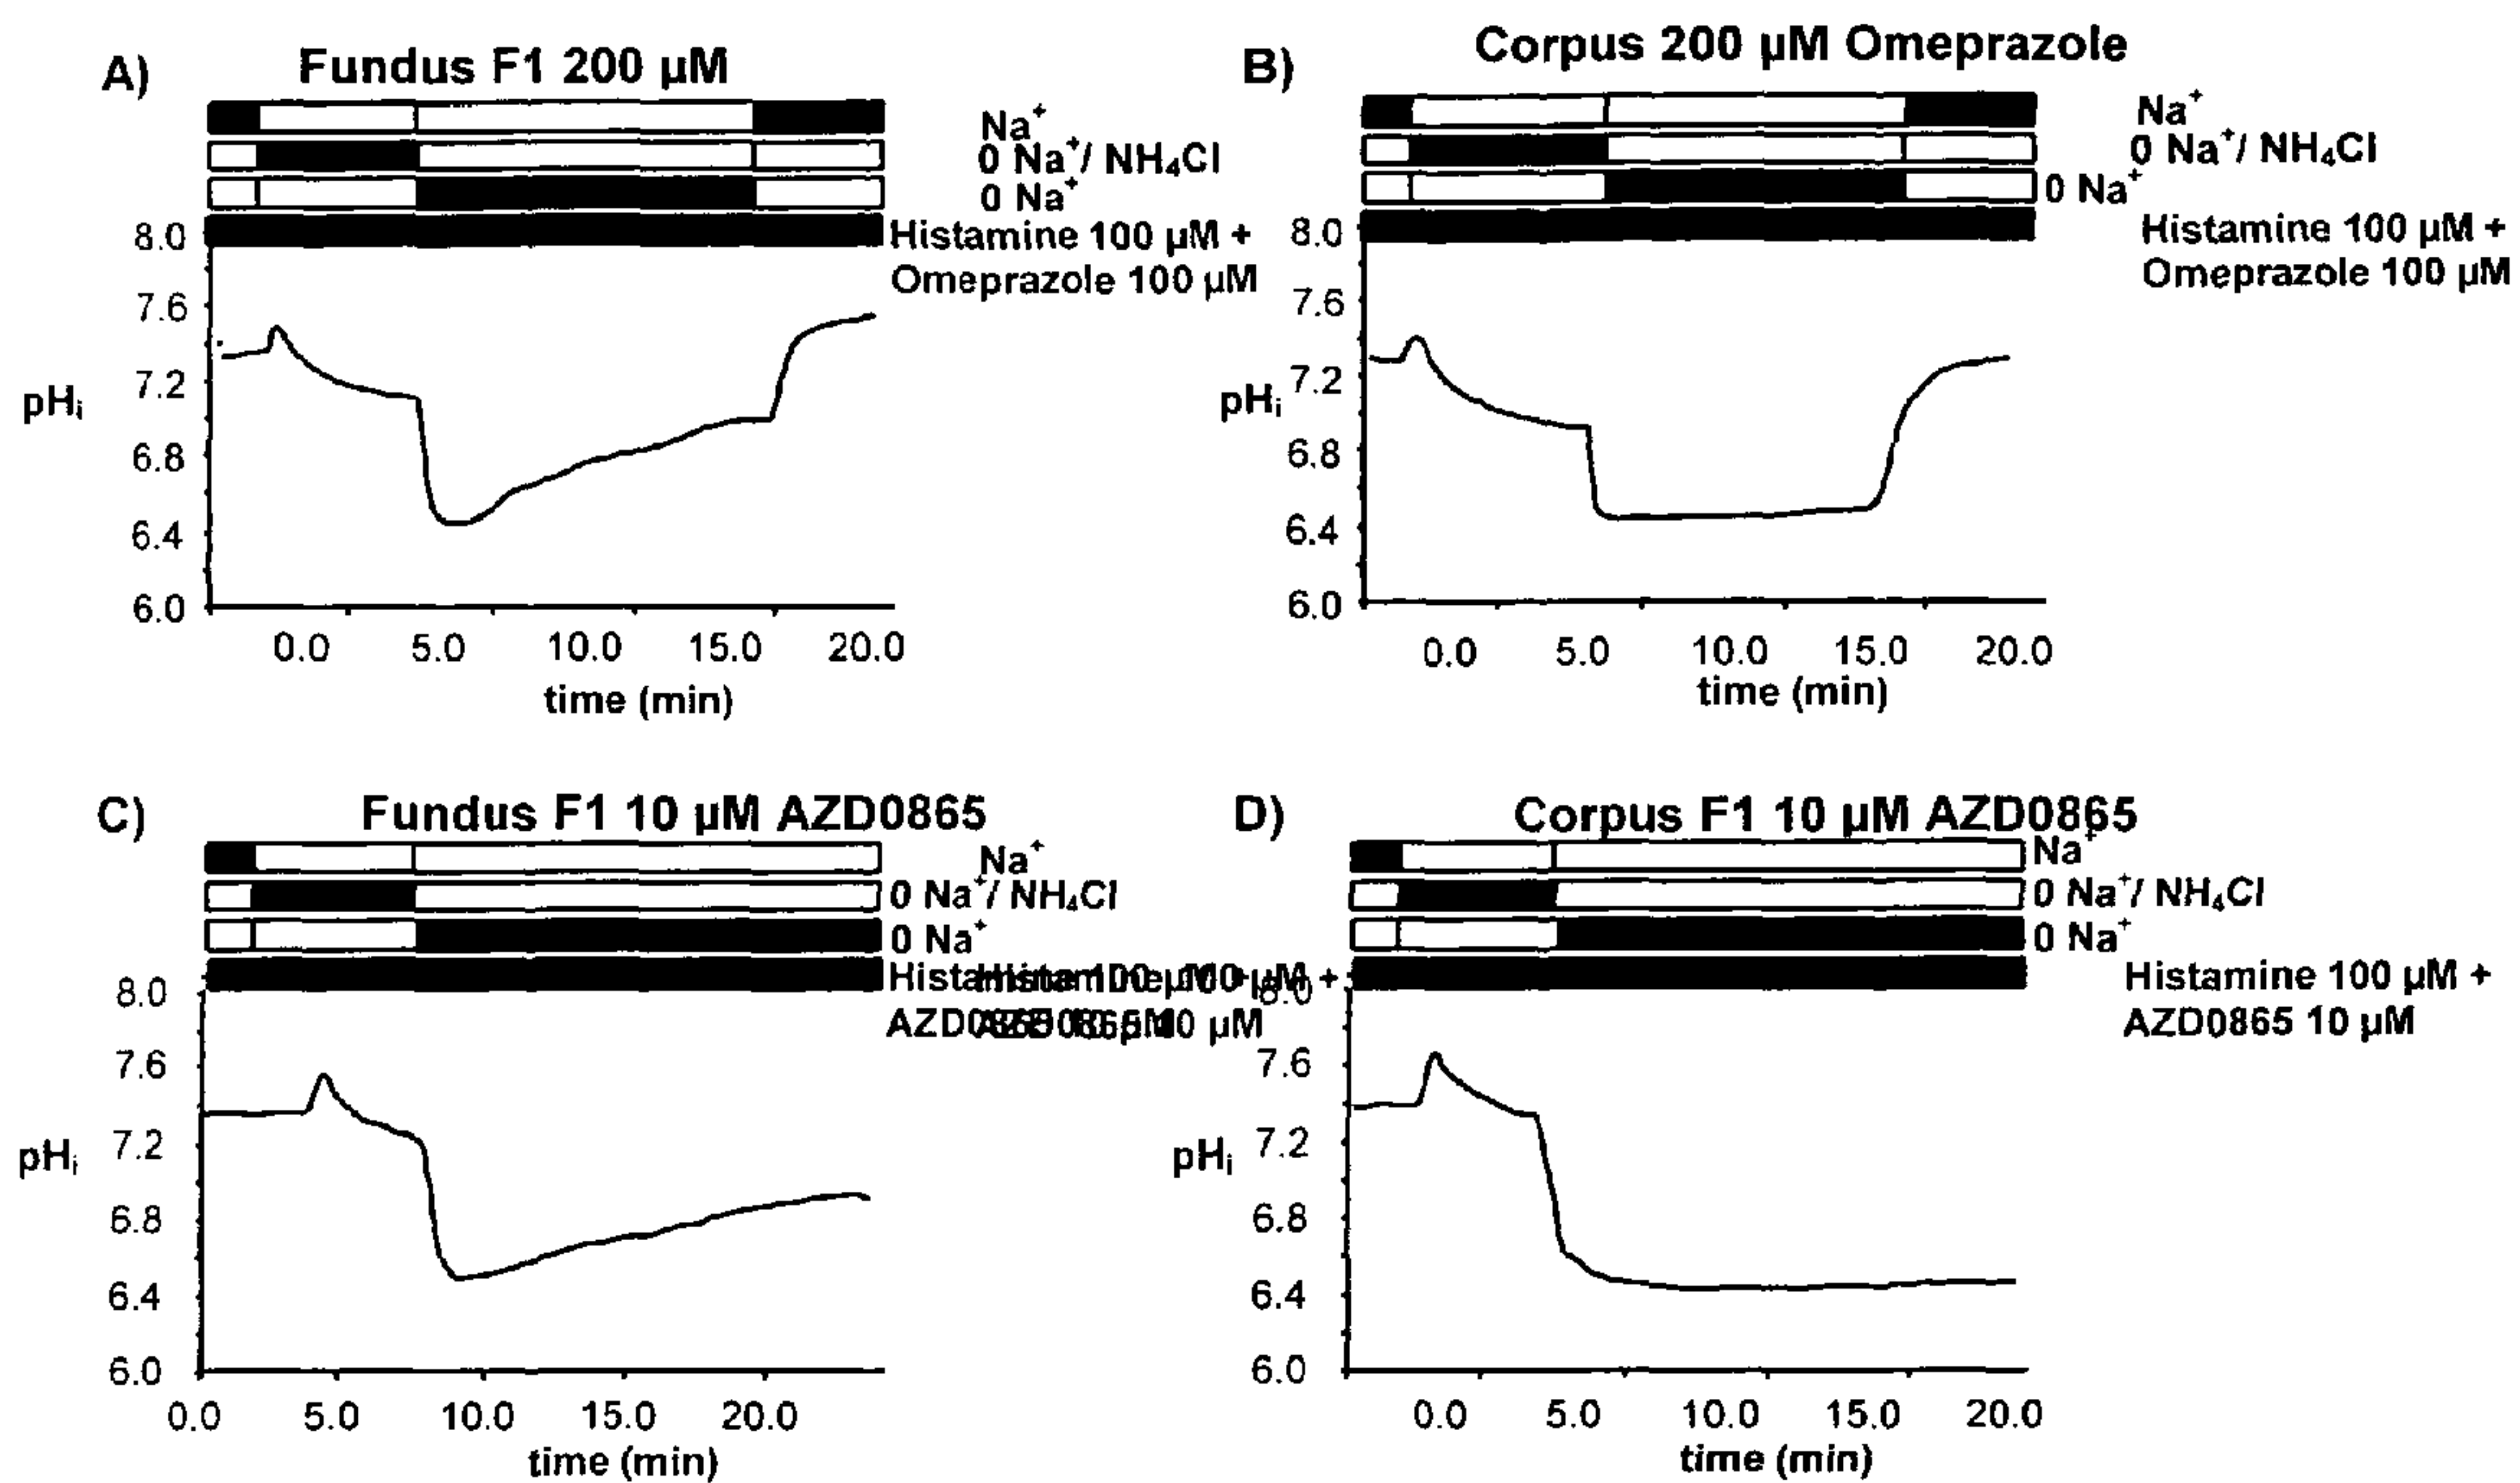 A)
Fundus F1 200 µM
Na⁺
0 Na⁺/ NH₄Cl
0 Na⁺
Histamine 100 µM +
Omeprazole 100 µM
8.0
7.6
7.2
6.8
6.4
6.0
pHᵢ
0.0 5.0 10.0 15.0 20.0
time (min)
B)
Corpus 200 µM Omeprazole
Na⁺
0 Na⁺/ NH₄Cl
0 Na⁺
Histamine 100 µM +
Omeprazole 100 µM
8.0
7.6
7.2
6.8
6.4
6.0
pHᵢ
0.0 5.0 10.0 15.0 20.0
time (min)
C)
Fundus F1 10 µM AZD0865
Na⁺
0 Na⁺/ NH₄Cl
0 Na⁺
8.0
7.6
7.2
6.8
6.4
6.0
pHᵢ
0.0 5.0 10.0 15.0 20.0
time (min)
D)
Corpus F1 10 µM AZD0865
Na⁺
0 Na⁺/ NH₄Cl
0 Na⁺
Histamine 100 µM +
AZD0865 10 µM
8.0
7.6
7.2
6.8
6.4
6.0
pHᵢ
0.0 5.0 10.0 15.0 20.0
time (min)